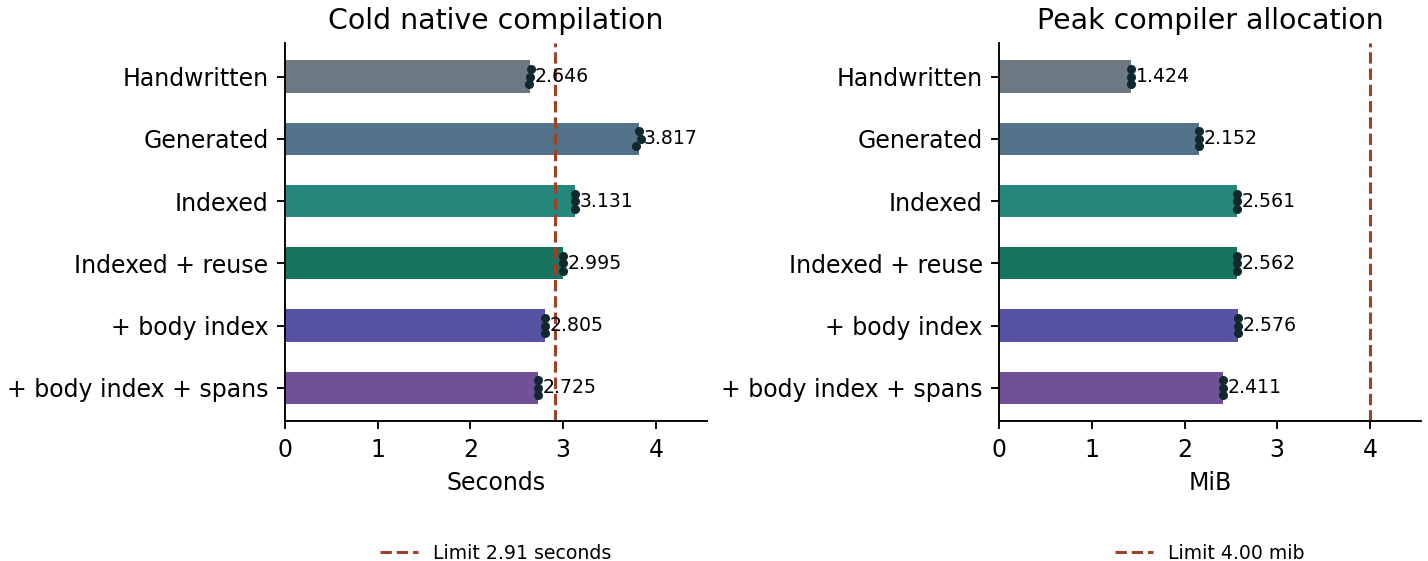 Cold native compilation
Handwritten 2.646
Generated 3.817
Indexed 3.131
Indexed + reuse 2.995
+ body index 2.805
+ body index + spans 2.725
0 1 2 3 4
Seconds
Limit 2.91 seconds
Peak compiler allocation
Handwritten 1.424
Generated 2.152
Indexed 2.561
Indexed + reuse 2.562
+ body index 2.576
+ body index + spans 2.411
0 1 2 3 4
MiB
Limit 4.00 mib